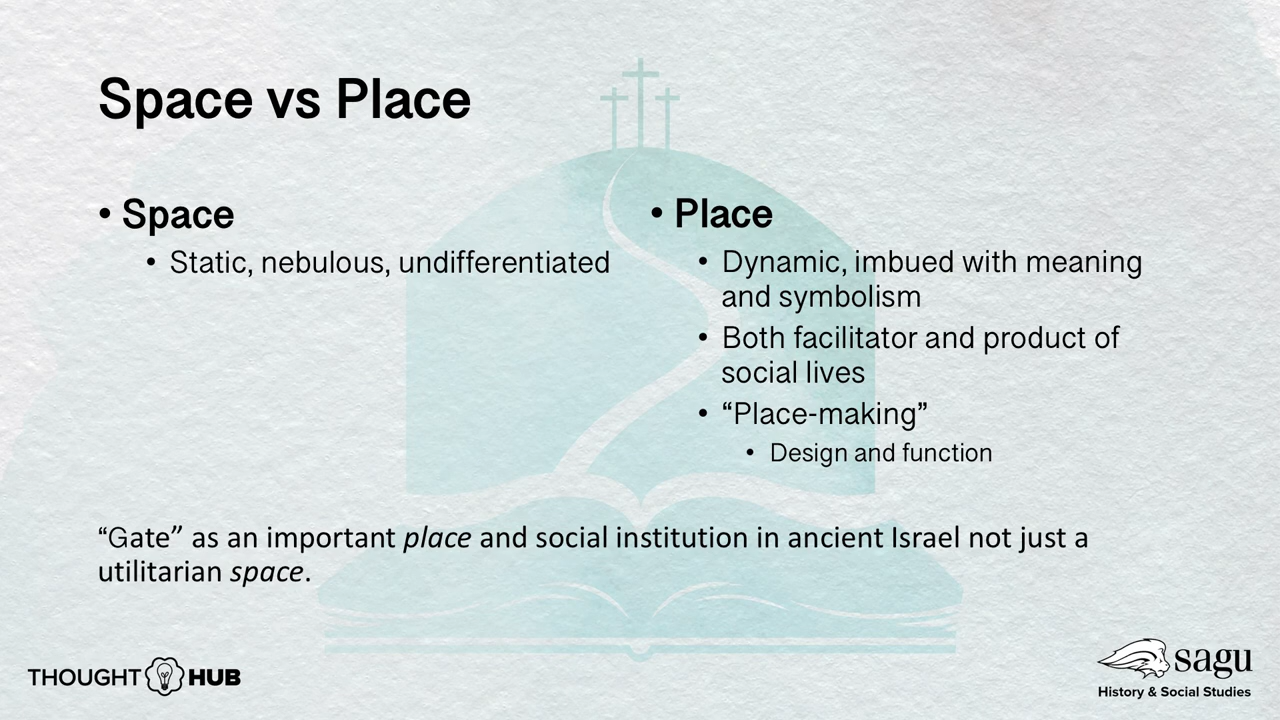 Space vs Place
• Space
• Static, nebulous, undifferentiated
• Place
• Dynamic, imbued with meaning
and symbolism
• Both facilitator and product of
social lives
• “Place-making”
• Design and function
“Gate” as an important place and social institution in ancient Israel not just a
utilitarian space.
THOUGHT HUB
sagu
History & Social Studies